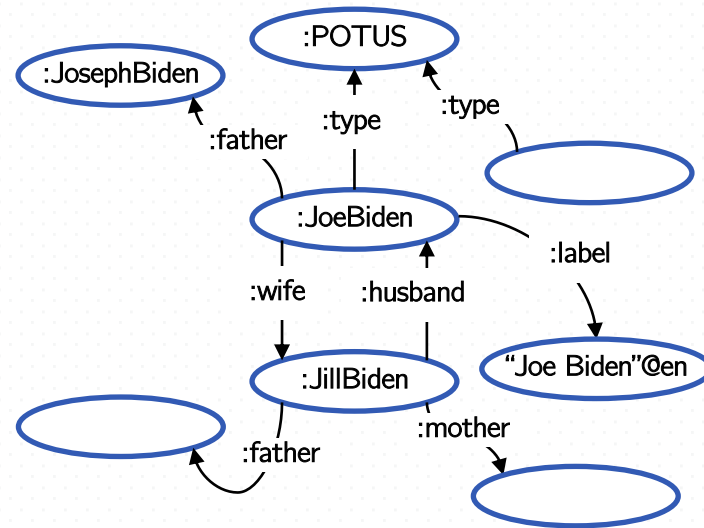 :POTUS
:JosephBiden
:type
:type
:father
:JoeBiden
:label
:wife
:husband
“Joe Biden”@en
:JillBiden
:mother
:father